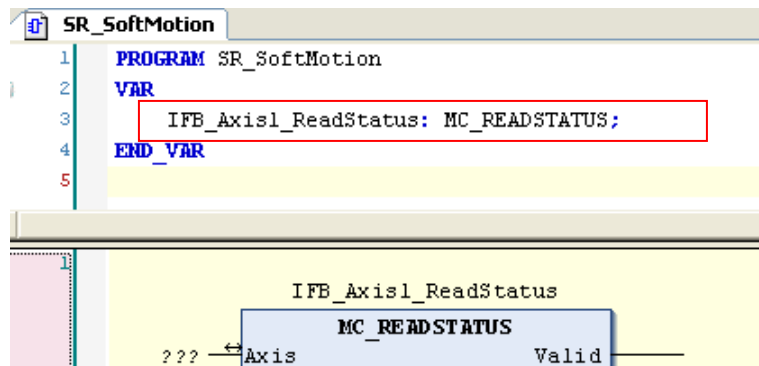 SR_SoftMotion
1 PROGRAM SR_SoftMotion
2 VAR
3 IFB_Axis1_ReadStatus: MC_READSTATUS;
4 END_VAR
5
1
IFB_Axis1_ReadStatus
MC_READSTATUS
??? Axis Valid